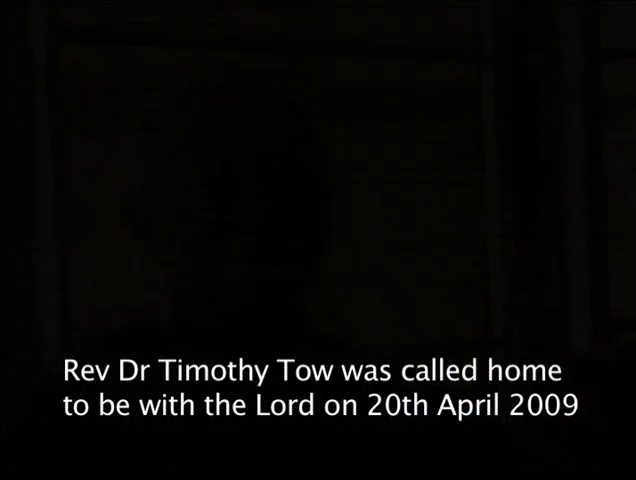 Rev Dr Timothy Tow was called home
to be with the Lord on 20th April 2009